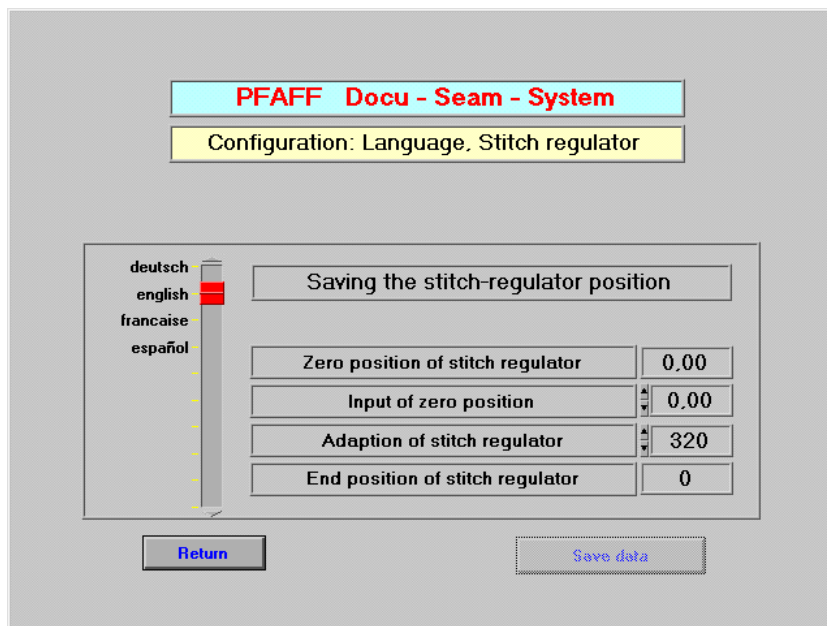 PFAFF Docu - Seam - System
Configuration: Language, Stitch regulator
deutsch
english
francaise
español
Saving the stitch-regulator position
Zero position of stitch regulator 0,00
Input of zero position 0,00
Adaption of stitch regulator 320
End position of stitch regulator 0
Return
Save data